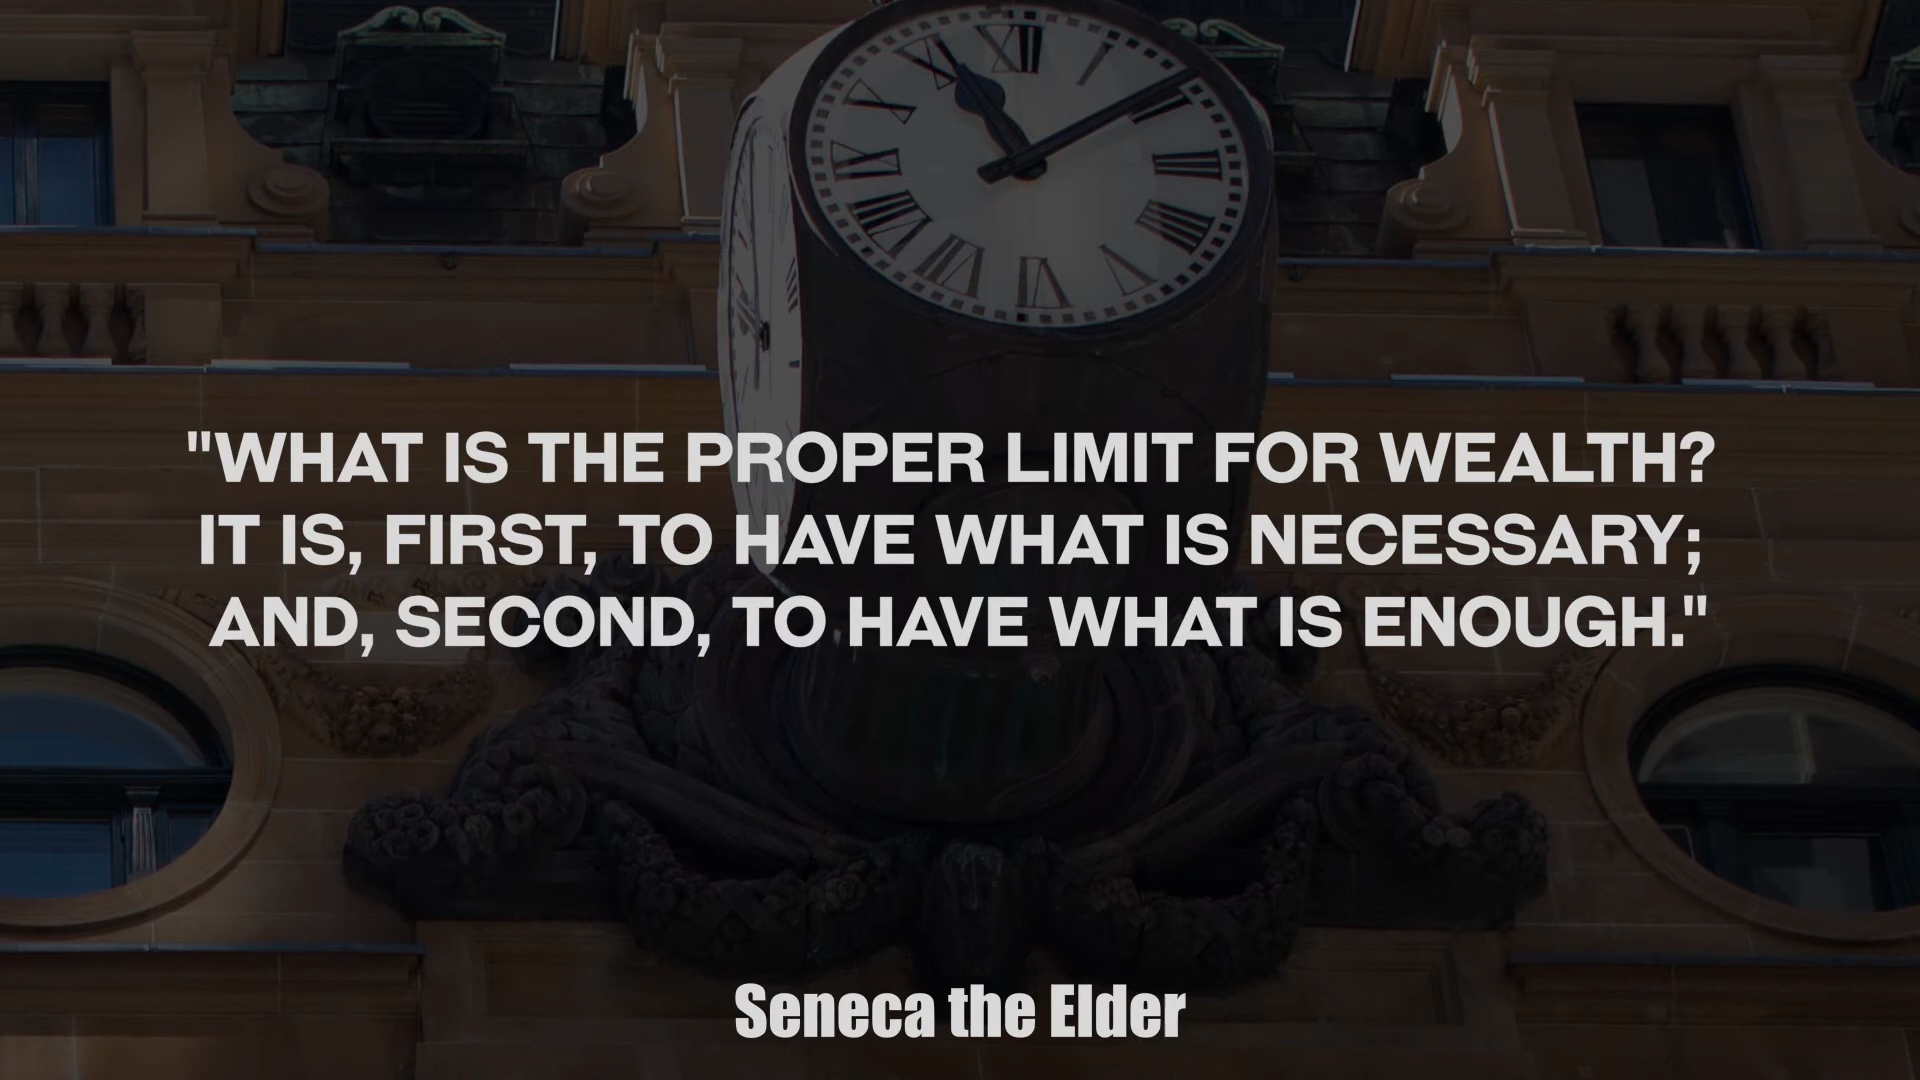 "WHAT IS THE PROPER LIMIT FOR WEALTH?
IT IS, FIRST, TO HAVE WHAT IS NECESSARY;
AND, SECOND, TO HAVE WHAT IS ENOUGH."
Seneca the Elder